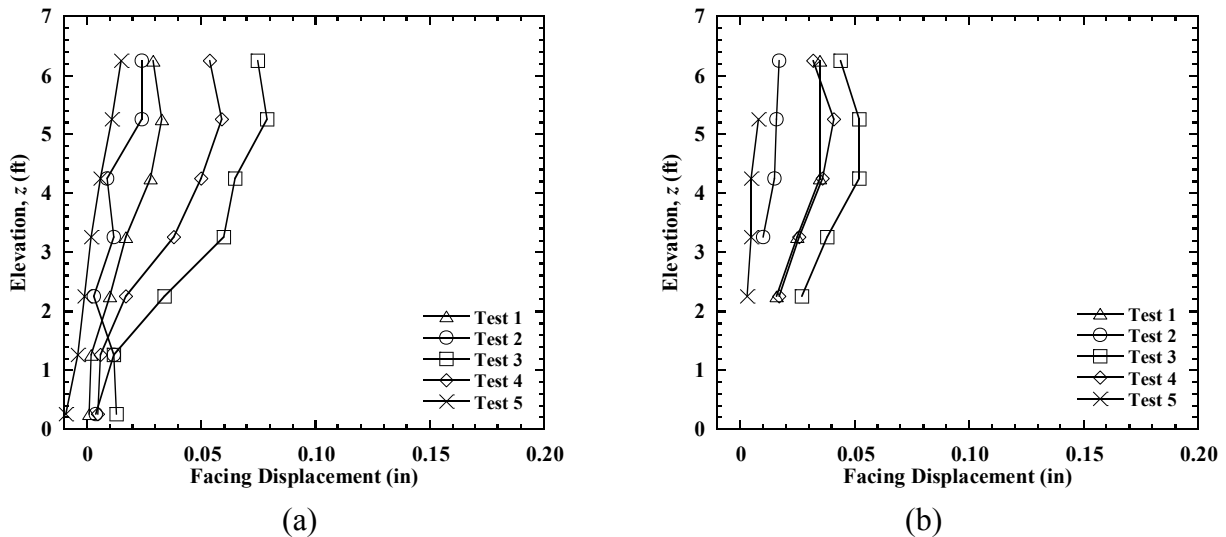 7
6
5
4
3
2
1
0
Elevation, z (ft)
0 0.05 0.10 0.15 0.20
Facing Displacement (in)
Test 1
Test 2
Test 3
Test 4
Test 5
(a)
7
6
5
4
3
2
1
0
Elevation, z (ft)
0 0.05 0.10 0.15 0.20
Facing Displacement (in)
Test 1
Test 2
Test 3
Test 4
Test 5
(b)